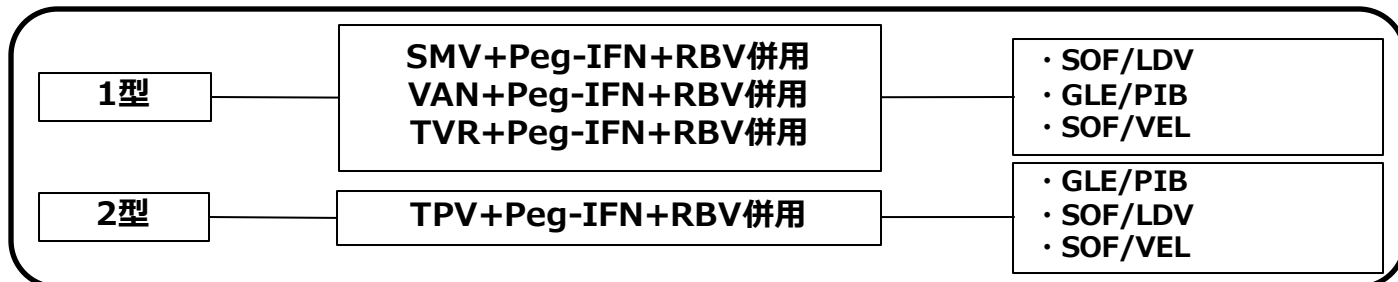 1型
SMV+Peg-IFN+RBV併用
VAN+Peg-IFN+RBV併用
TVR+Peg-IFN+RBV併用
・SOF/LDV
・GLE/PIB
・SOF/VEL
2型
TPV+Peg-IFN+RBV併用
・GLE/PIB
・SOF/LDV
・SOF/VEL